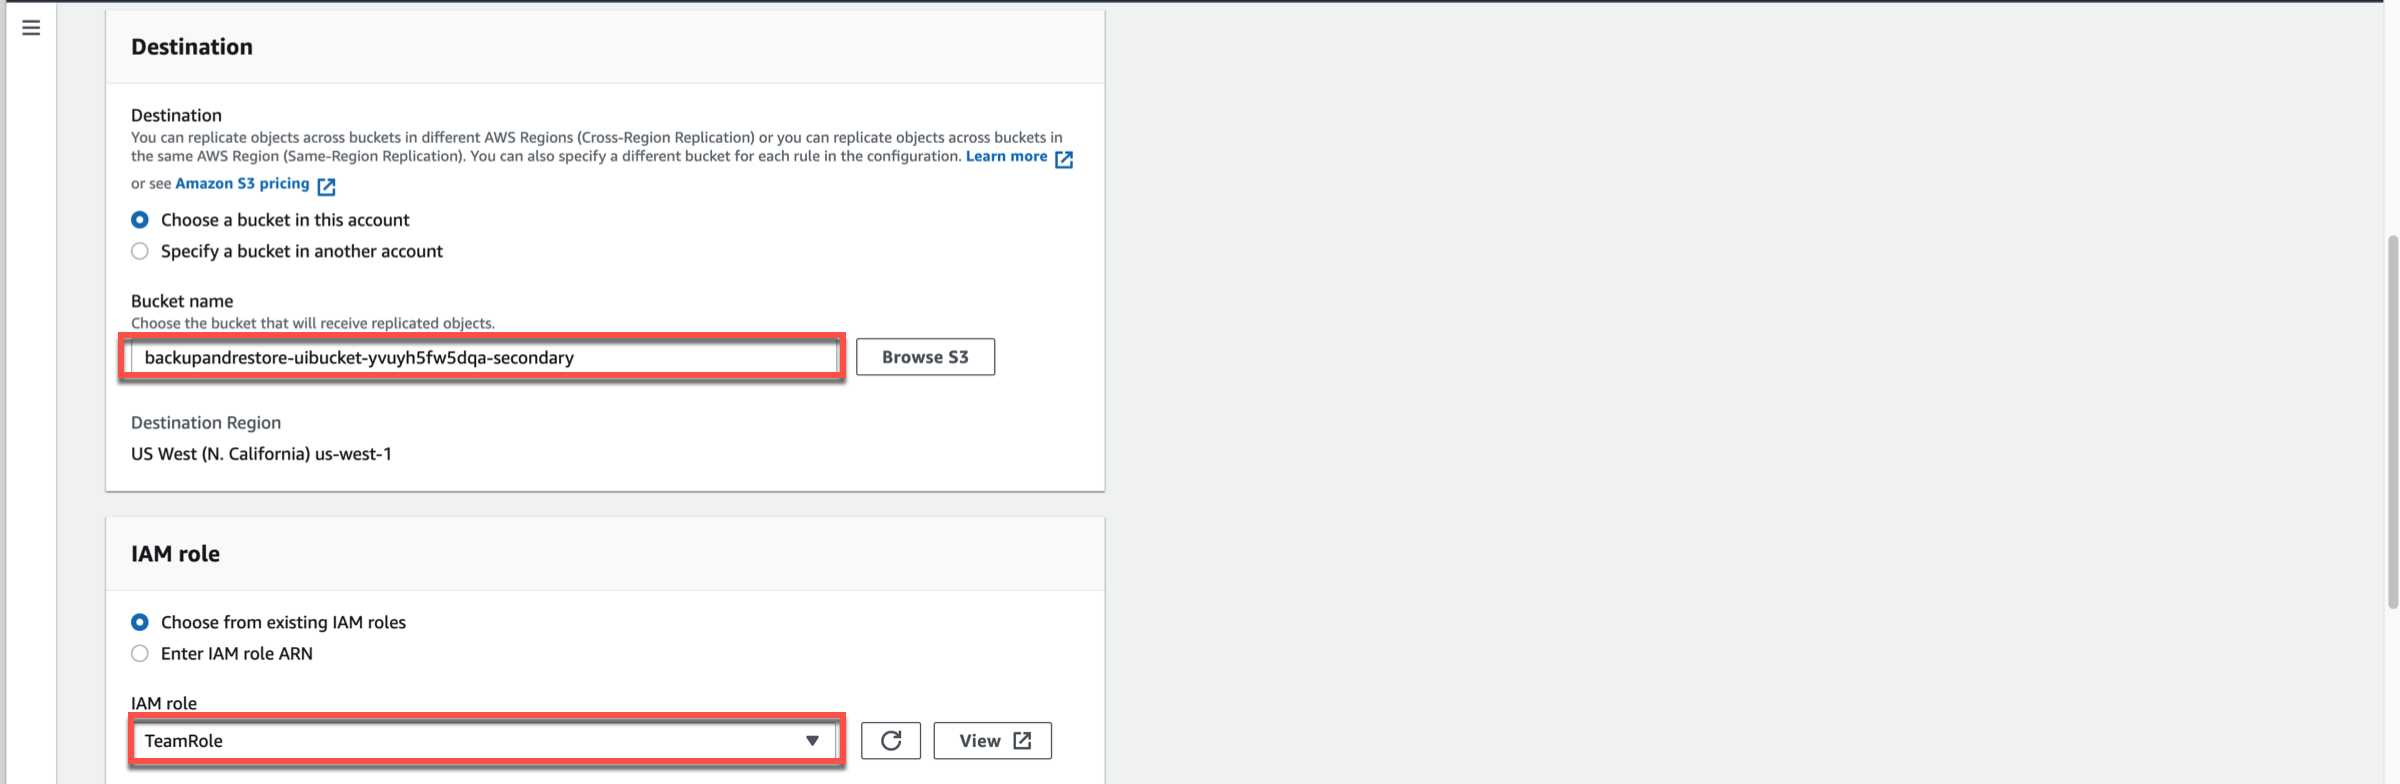 Destination
Destination
You can replicate objects across buckets in different AWS Regions (Cross-Region Replication) or you can replicate objects across buckets in
the same AWS Region (Same-Region Replication). You can also specify a different bucket for each rule in the configuration. Learn more
or see Amazon S3 pricing
Choose a bucket in this account
Specify a bucket in another account
Bucket name
Choose the bucket that will receive replicated objects.
backupandrestore-uibucket-yvuyh5fw5dqa-secondary
Browse S3
Destination Region
US West (N. California) us-west-1
IAM role
Choose from existing IAM roles
Enter IAM role ARN
IAM role
TeamRole
View